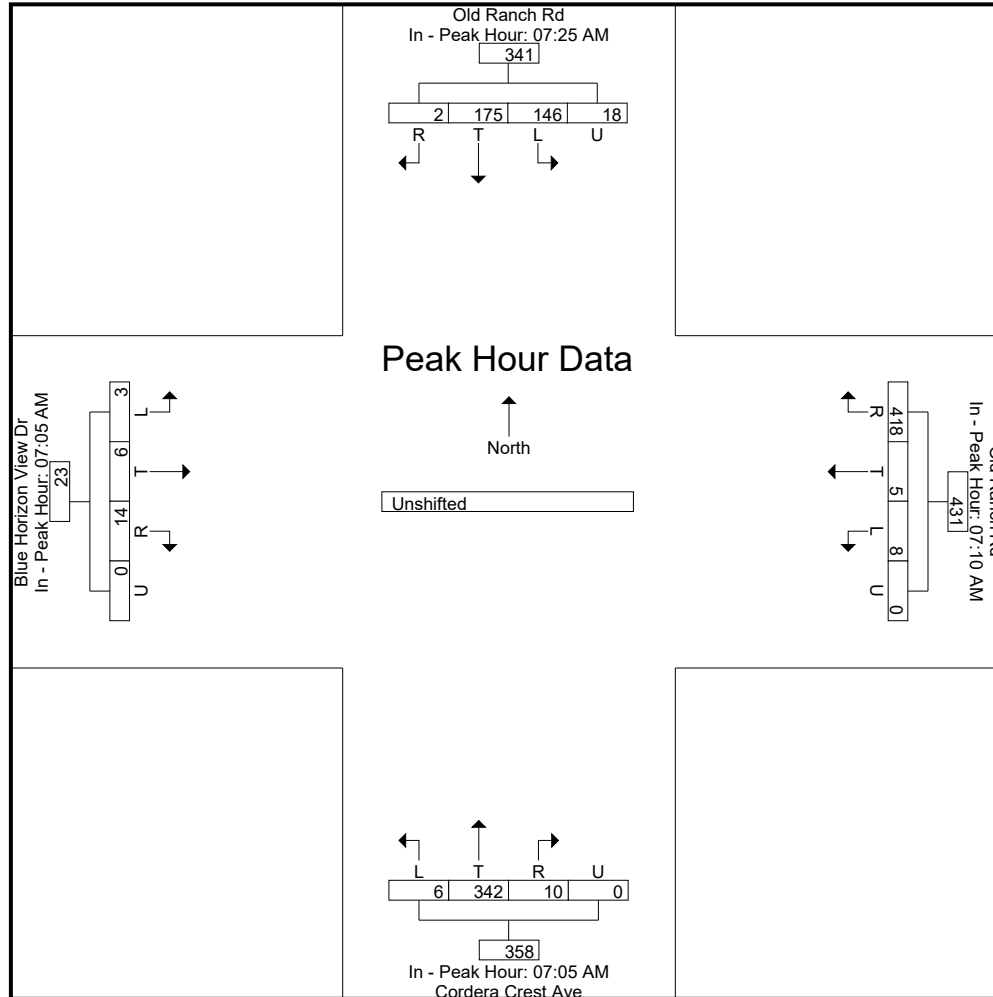 Old Ranch Rd
In - Peak Hour: 07:25 AM
341
2 175 146 18
R T L U
Peak Hour Data
North
Unshifted
Blue Horizon View Dr
In - Peak Hour: 07:05 AM
23
3 6 14 0
L T R U
In - Peak Hour: 07:10 AM
431
418 5 8 0
R T L U
L T R U
6 342 10 0
358
In - Peak Hour: 07:05 AM
Cordera Crest Ave